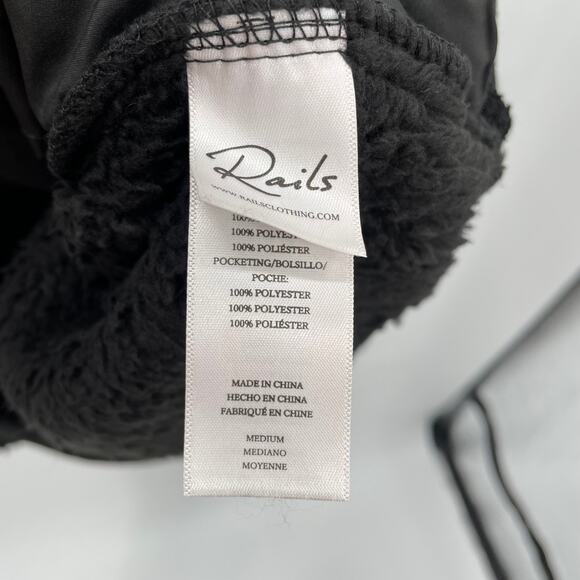 Rails
WWW.RAILSCLOTHING.COM
100%
100% POLYESTER
100% POLIÉSTER
POCKETING/BOLSILLO/
POCHE:
100% POLYESTER
100% POLYESTER
100% POLIÉSTER
MADE IN CHINA
HECHO EN CHINA
FABRIQUÉ EN CHINE
MEDIUM
MEDIANO
MOYENNE